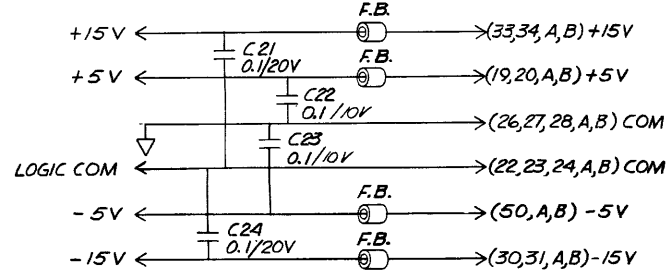 F.B.
+15V (33,34,A,B)+15V
C21
0.1/20V
F.B.
+5V (19,20,A,B)+5V
C22
0.1/10V
(26,27,28,A,B) COM
C23
0.1/10V
LOGIC COM (22,23,24,A,B) COM
F.B.
-5V (50,A,B) -5V
C24
0.1/20V
F.B.
-15V (30,31,A,B)-15V